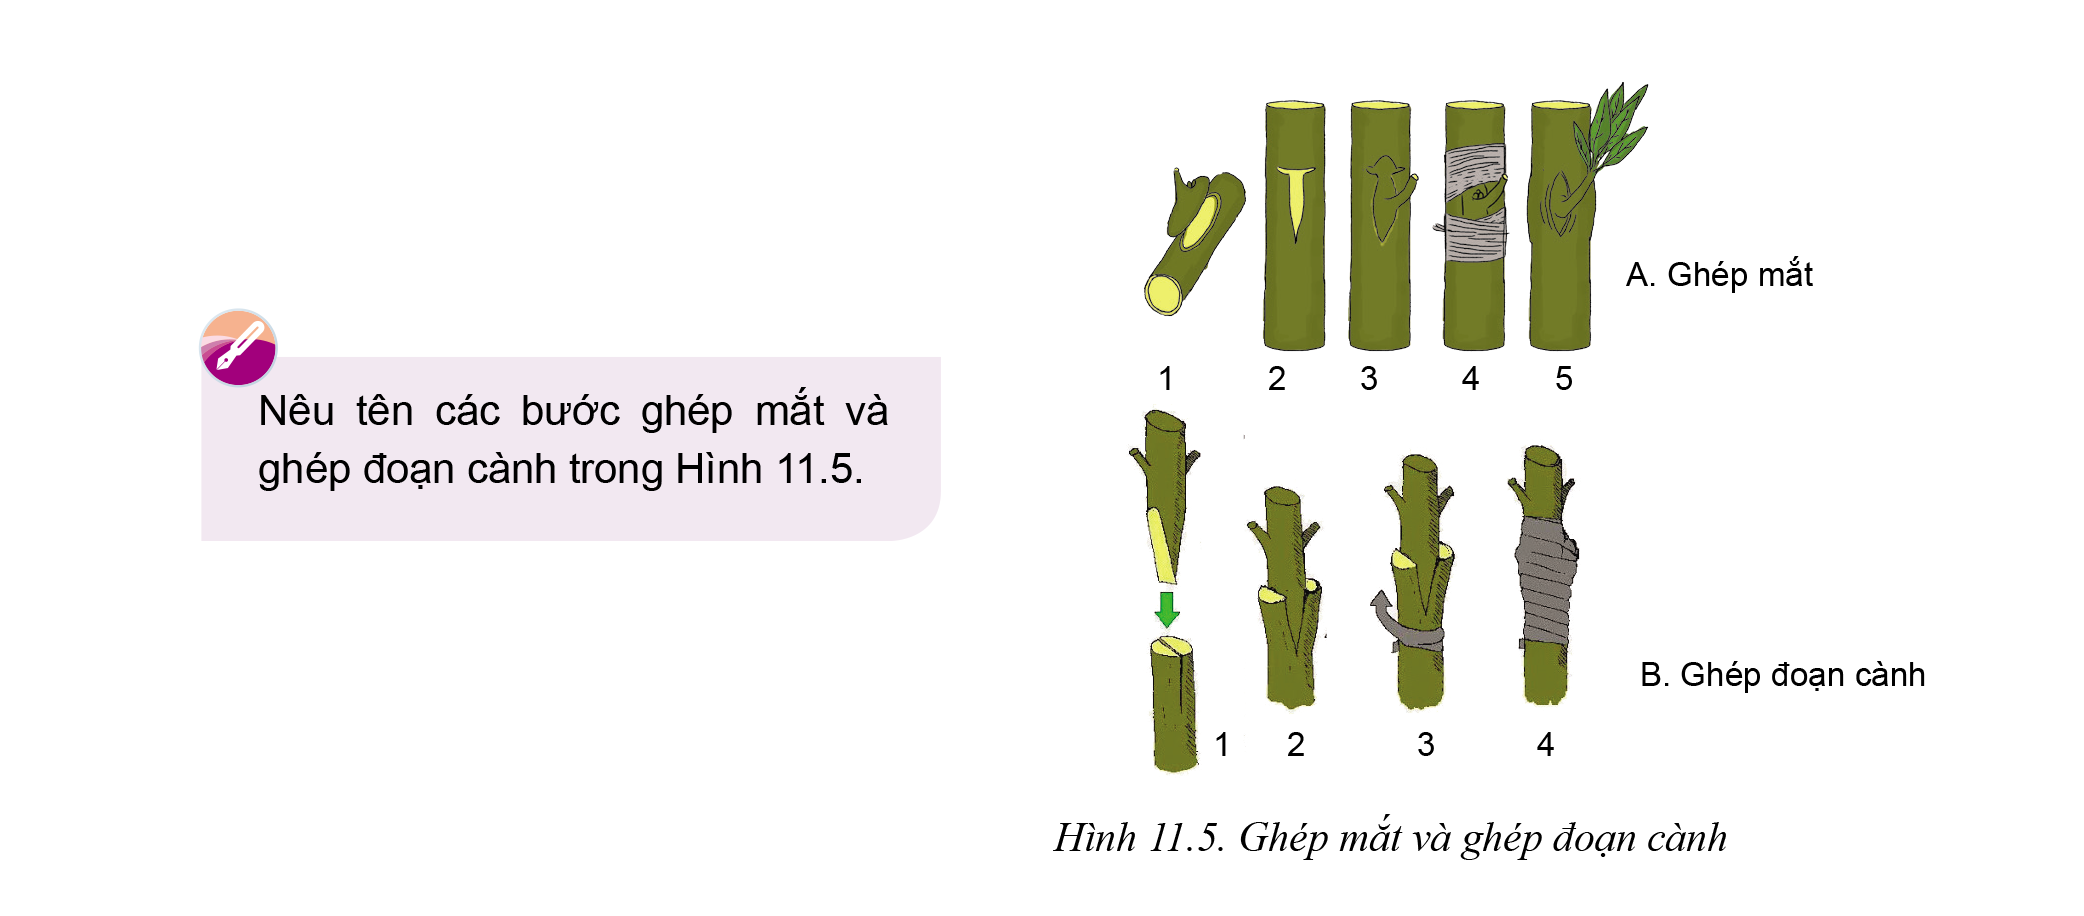 Nêu tên các bước ghép mắt và
ghép đoạn cành trong Hình 11.5.
A. Ghép mắt
1 2 3 4 5
B. Ghép đoạn cành
1 2 3 4
Hình 11.5. Ghép mắt và ghép đoạn cành